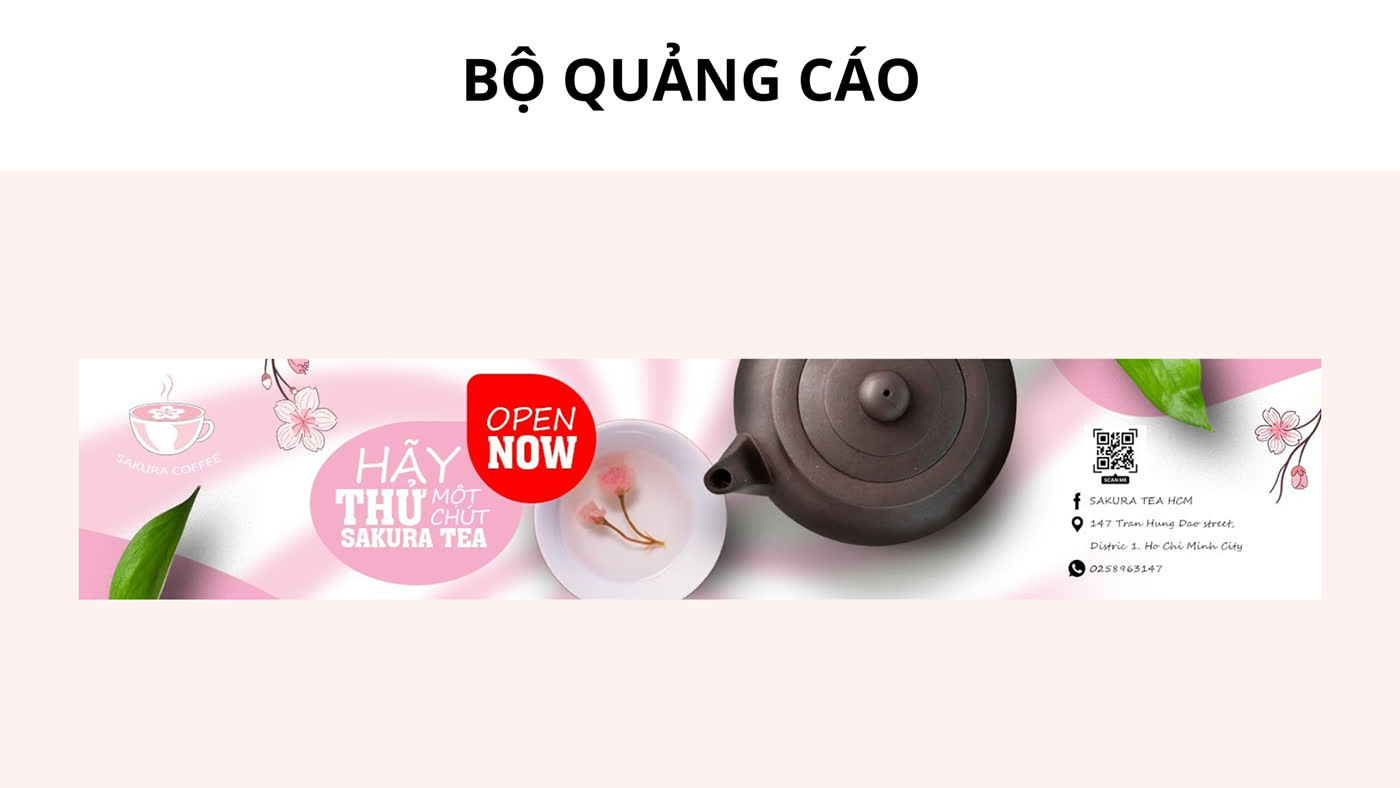 BỘ QUẢNG CÁO
SAKURA COFFEE
HÃY
THỬ MỘT CHÚT
SAKURA TEA
OPEN
NOW
SCAN ME
SAKURA TEA HCM
147 Tran Hung Dao street,
Distric 1. Ho Chi Minh City
0258963147